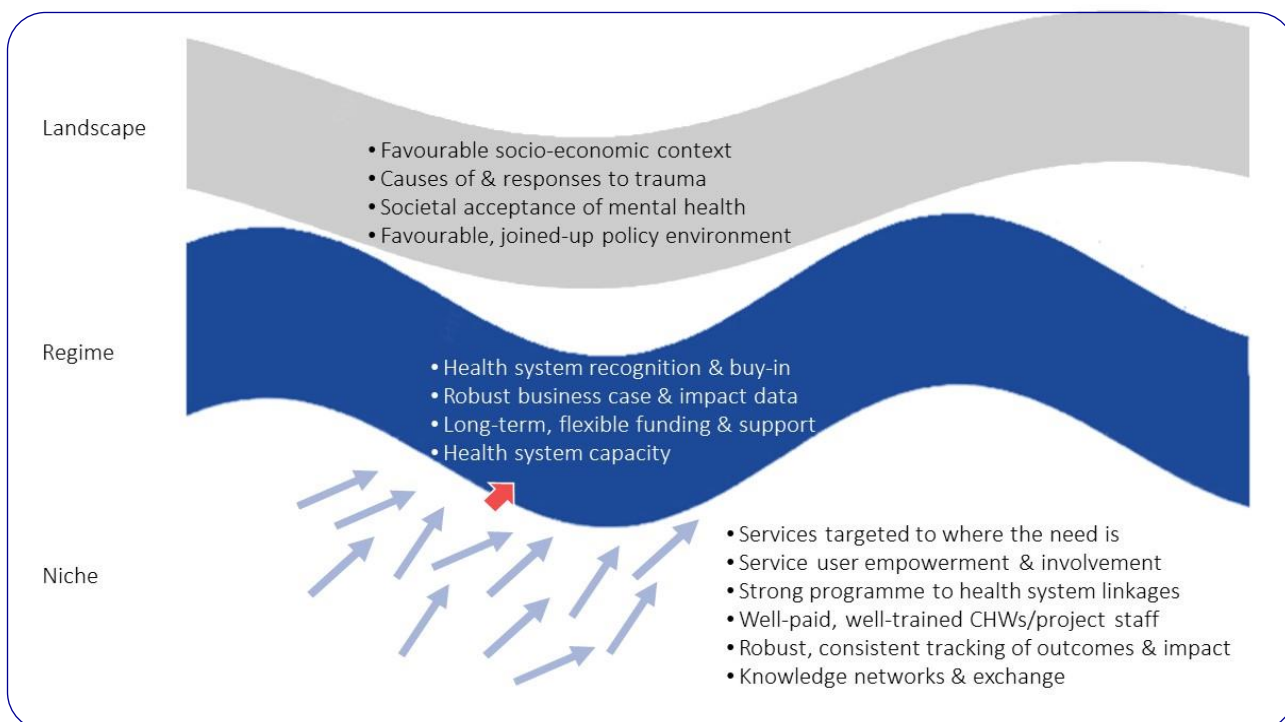 Landscape
• Favourable socio-economic context
• Causes of & responses to trauma
• Societal acceptance of mental health
• Favourable, joined-up policy environment
Regime
• Health system recognition & buy-in
• Robust business case & impact data
• Long-term, flexible funding & support
• Health system capacity
Niche
• Services targeted to where the need is
• Service user empowerment & involvement
• Strong programme to health system linkages
• Well-paid, well-trained CHWs/project staff
• Robust, consistent tracking of outcomes & impact
• Knowledge networks & exchange